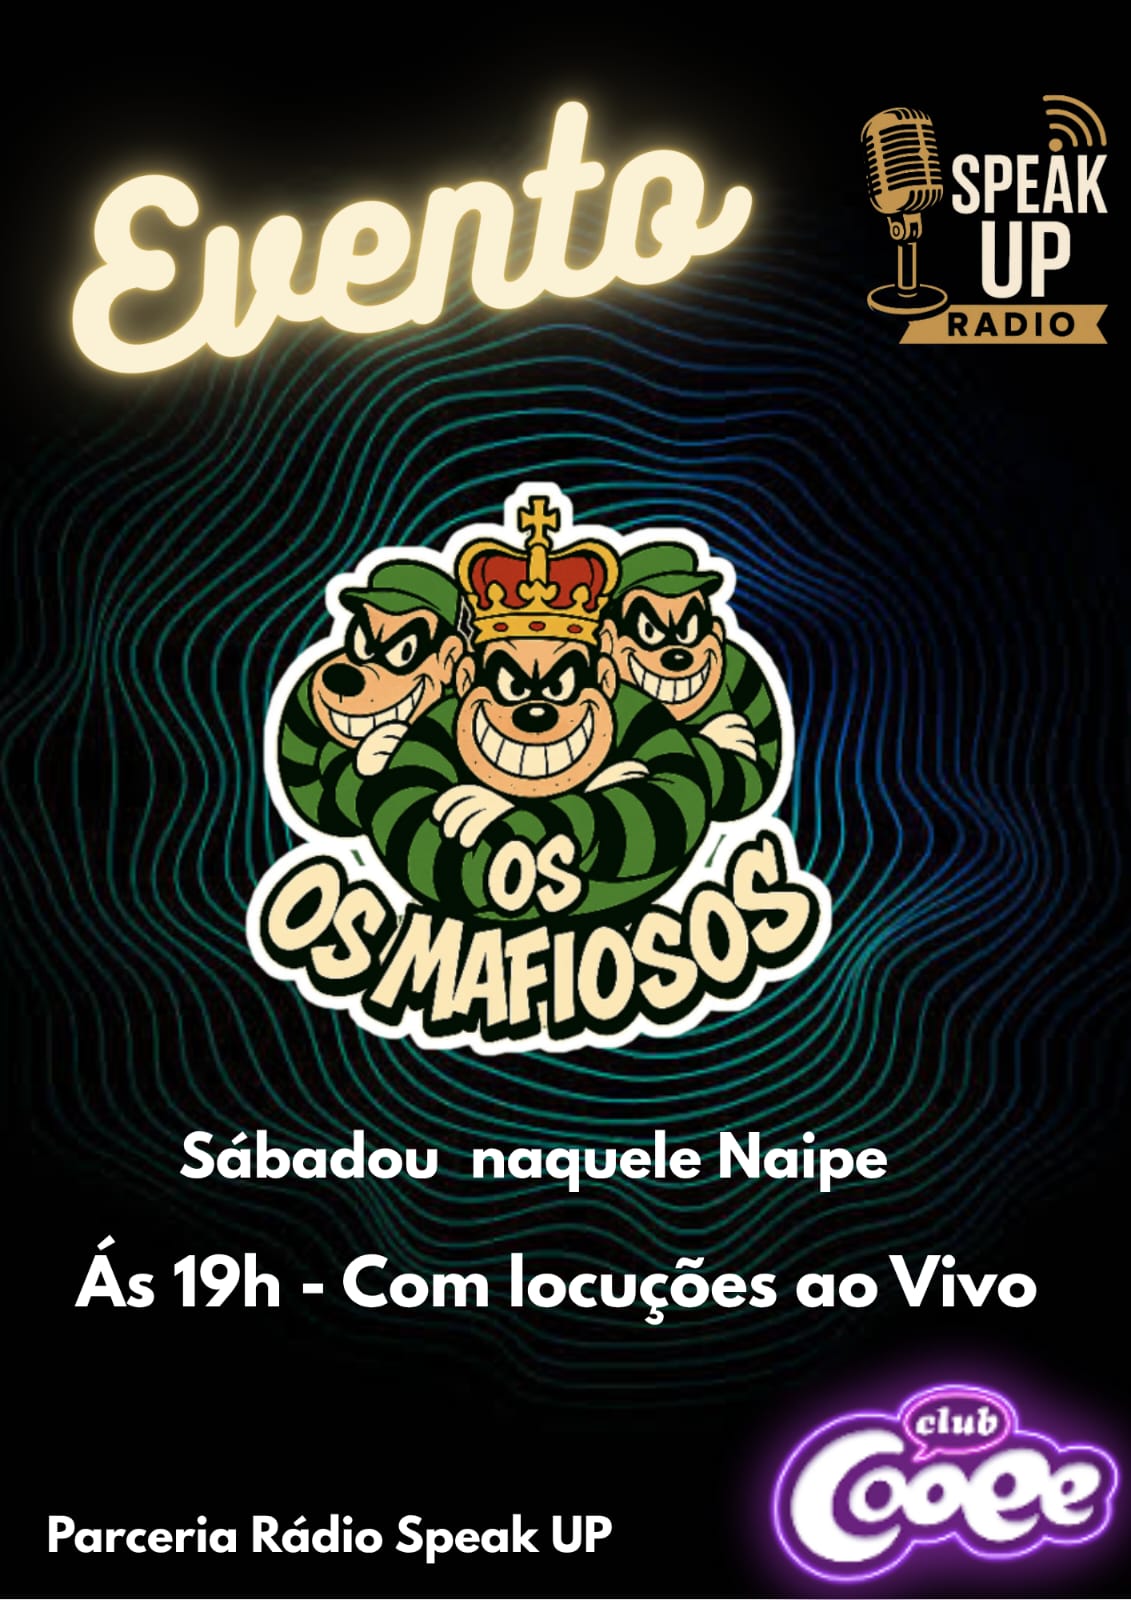 Evento
SPEAK
UP
RADIO
OS
OS MAFIOSOS
Sábadou naquele Naipe
Ás 19h - Com locuções ao Vivo
club
Cooee
Parceria Rádio Speak UP